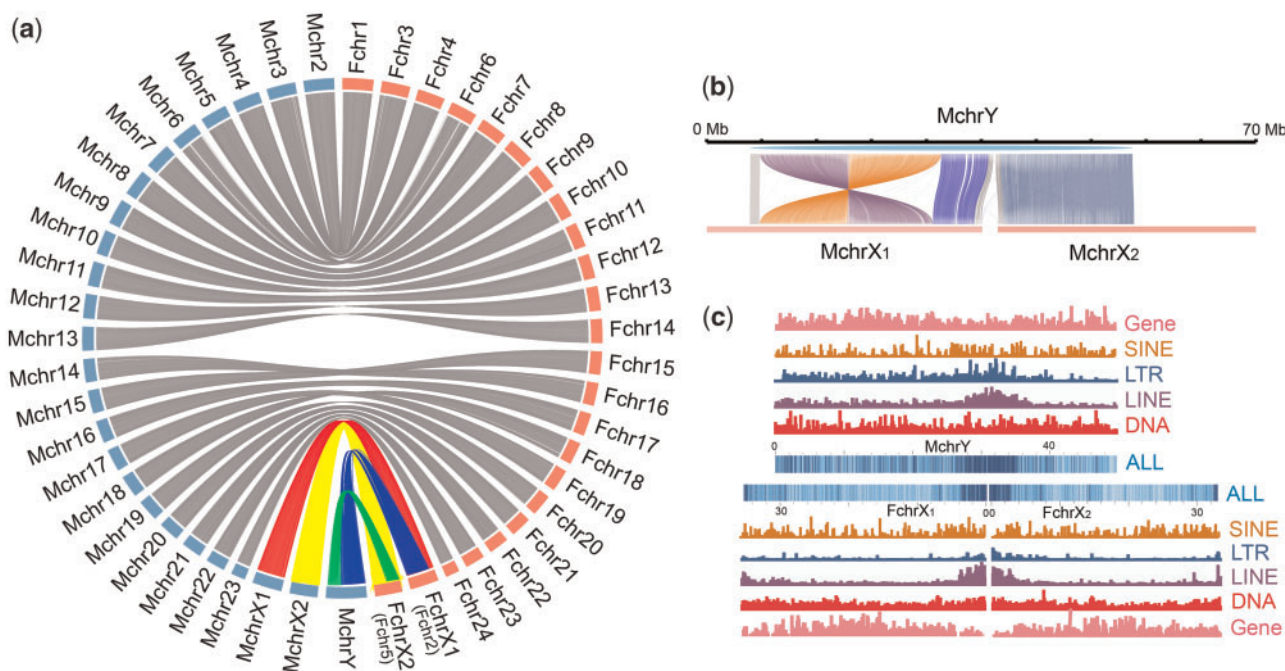 (a)
Mchr2
Mchr3
Mchr4
Mchr5
Mchr6
Mchr7
Mchr8
Mchr9
Mchr10
Mchr11
Mchr12
Mchr13
Mchr14
Mchr15
Mchr16
Mchr17
Mchr18
Mchr19
Mchr20
Mchr21
Mchr22
Mchr23
MchrX1
MchrX2
MchrY
Fchr1
Fchr3
Fchr4
Fchr6
Fchr7
Fchr8
Fchr9
Fchr10
Fchr11
Fchr12
Fchr13
Fchr14
Fchr15
Fchr16
Fchr17
Fchr18
Fchr19
Fchr20
Fchr21
Fchr22
Fchr23
Fchr24
FchrX1
(Fchr2)
FchrX2
(Fchr5)
(b)
MchrY
0 Mb 70 Mb
MchrX1 MchrX2
(c)
Gene
SINE
LTR
LINE
DNA
0 MchrY 40
ALL
ALL
30 FchrX1 00 FchrX2 30
SINE
LTR
LINE
DNA
Gene